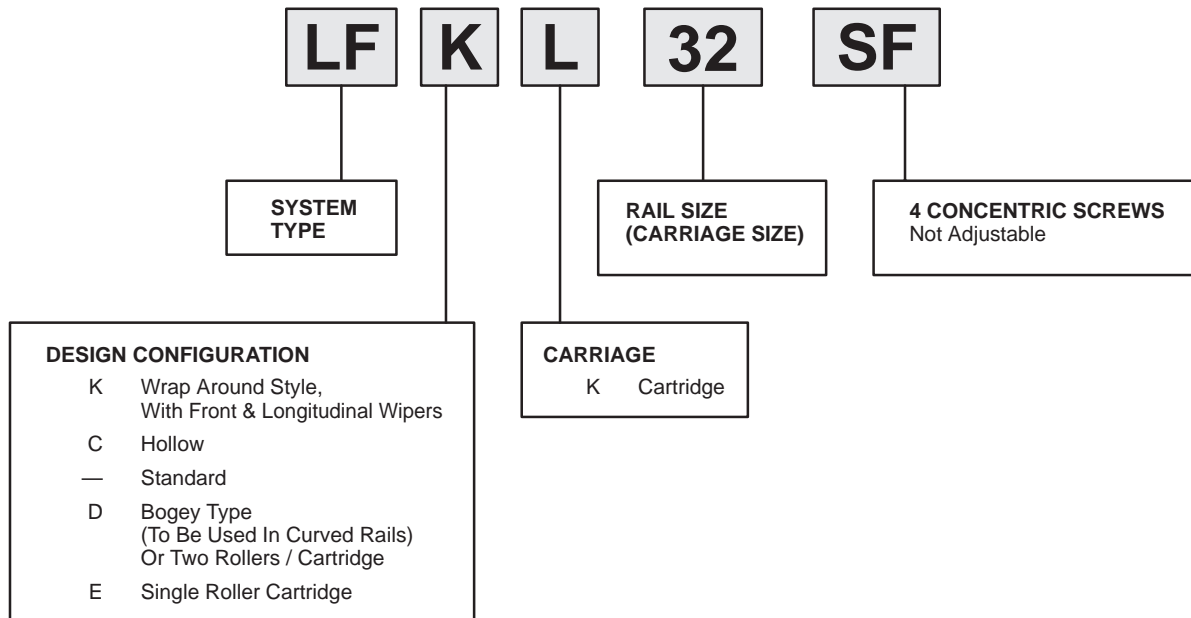 LF K L 32 SF
SYSTEM
TYPE
RAIL SIZE
(CARRIAGE SIZE)
4 CONCENTRIC SCREWS
Not Adjustable
DESIGN CONFIGURATION
K Wrap Around Style,
With Front & Longitudinal Wipers
C Hollow
— Standard
D Bogey Type
(To Be Used In Curved Rails)
Or Two Rollers / Cartridge
E Single Roller Cartridge
CARRIAGE
K Cartridge